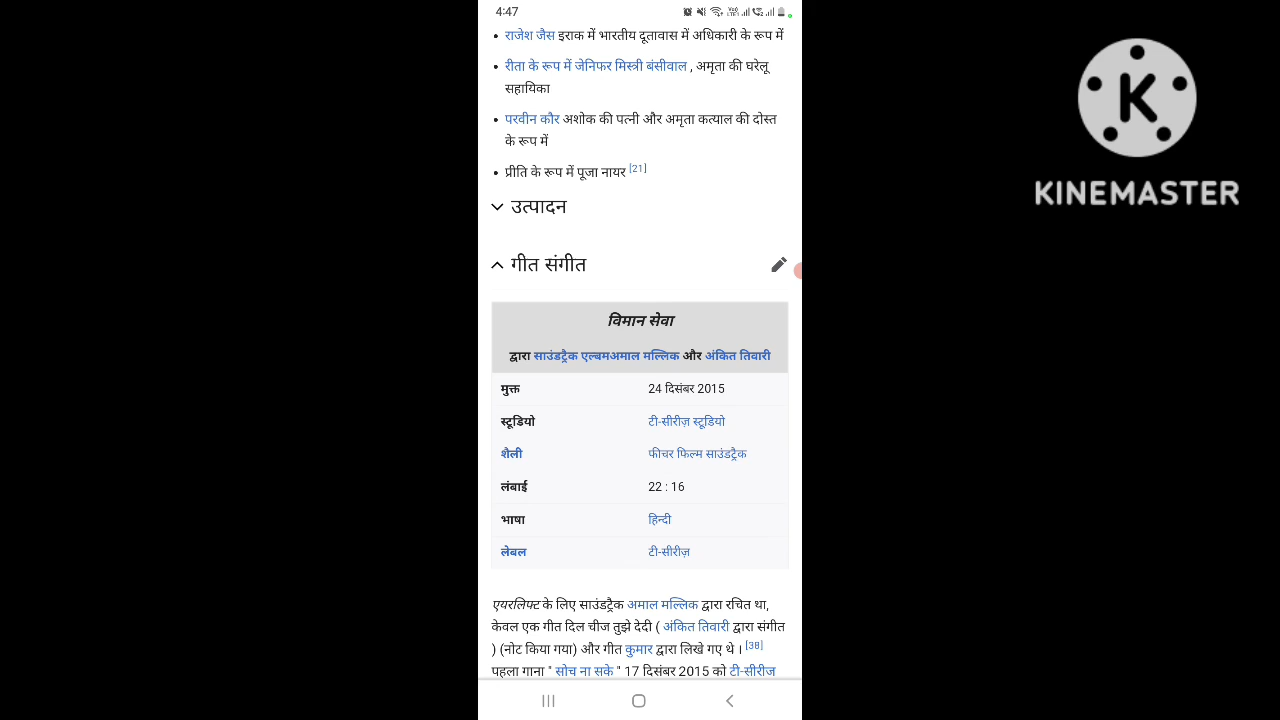 4:47
राजेश जैस इराक में भारतीय दूतावास में अधिकारी के रूप में
रीता के रूप में जेनिफर मिस्त्री बंसीवाल , अमृता की घरेलू
सहायिका
परवीन कौर अशोक की पत्नी और अमृता कत्याल की दोस्त
के रूप में
प्रीति के रूप में पूजा नायर [21]
उत्पादन
गीत संगीत
विमान सेवा
द्वारा साउंडट्रैक एल्बमअमाल मल्लिक और अंकित तिवारी
मुक्त 24 दिसंबर 2015
स्टूडियो टी-सीरीज़ स्टूडियो
शैली फीचर फिल्म साउंडट्रैक
लंबाई 22 : 16
भाषा हिन्दी
लेबल टी-सीरीज़
एयरलिफ्ट के लिए साउंडट्रैक अमाल मल्लिक द्वारा रचित था,
केवल एक गीत दिल चीज तुझे देदी ( अंकित तिवारी द्वारा संगीत
) (नोट किया गया) और गीत कुमार द्वारा लिखे गए थे । [38]
पहला गाना " सोच ना सके " 17 दिसंबर 2015 को टी-सीरीज
K
KINEMASTER